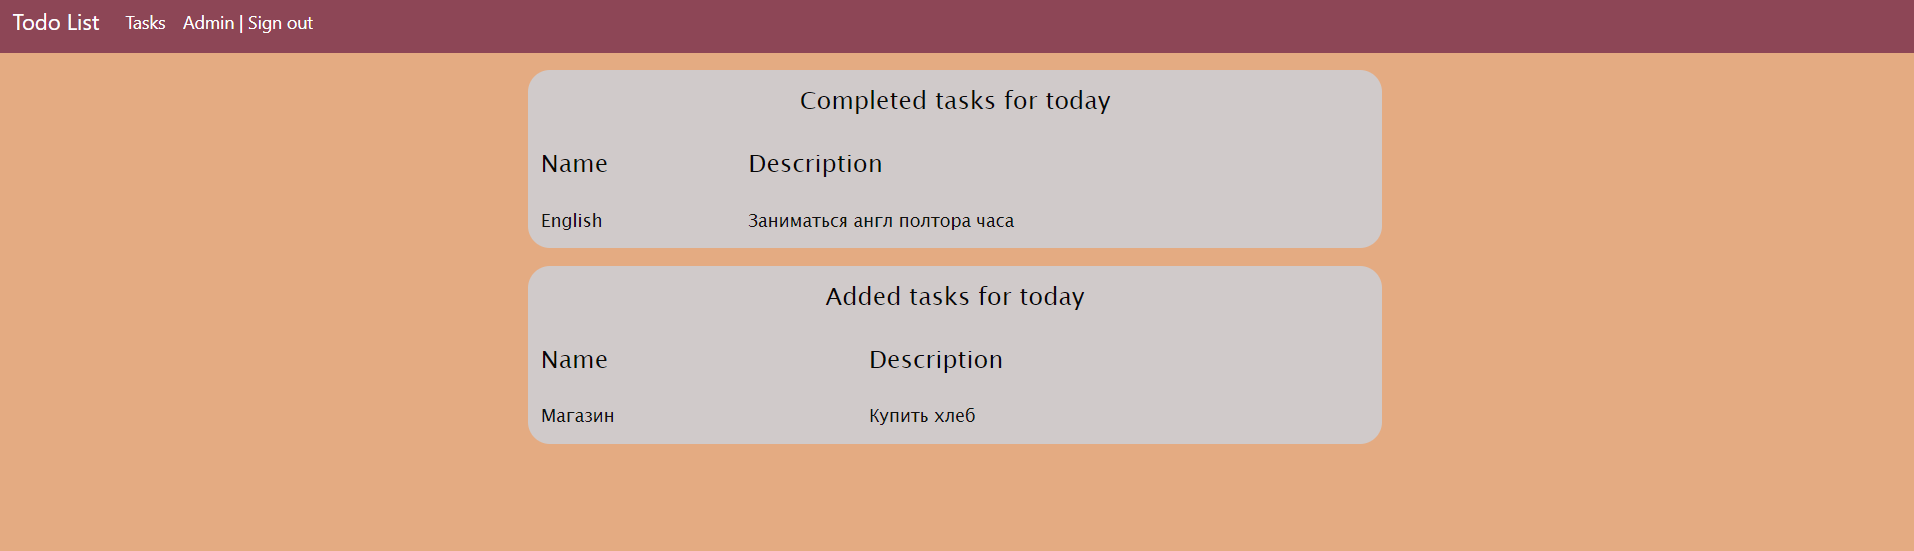 Todo List Tasks Admin | Sign out
Completed tasks for today
Name Description
English Заниматься англ полтора часа
Added tasks for today
Name Description
Магазин Купить хлеб